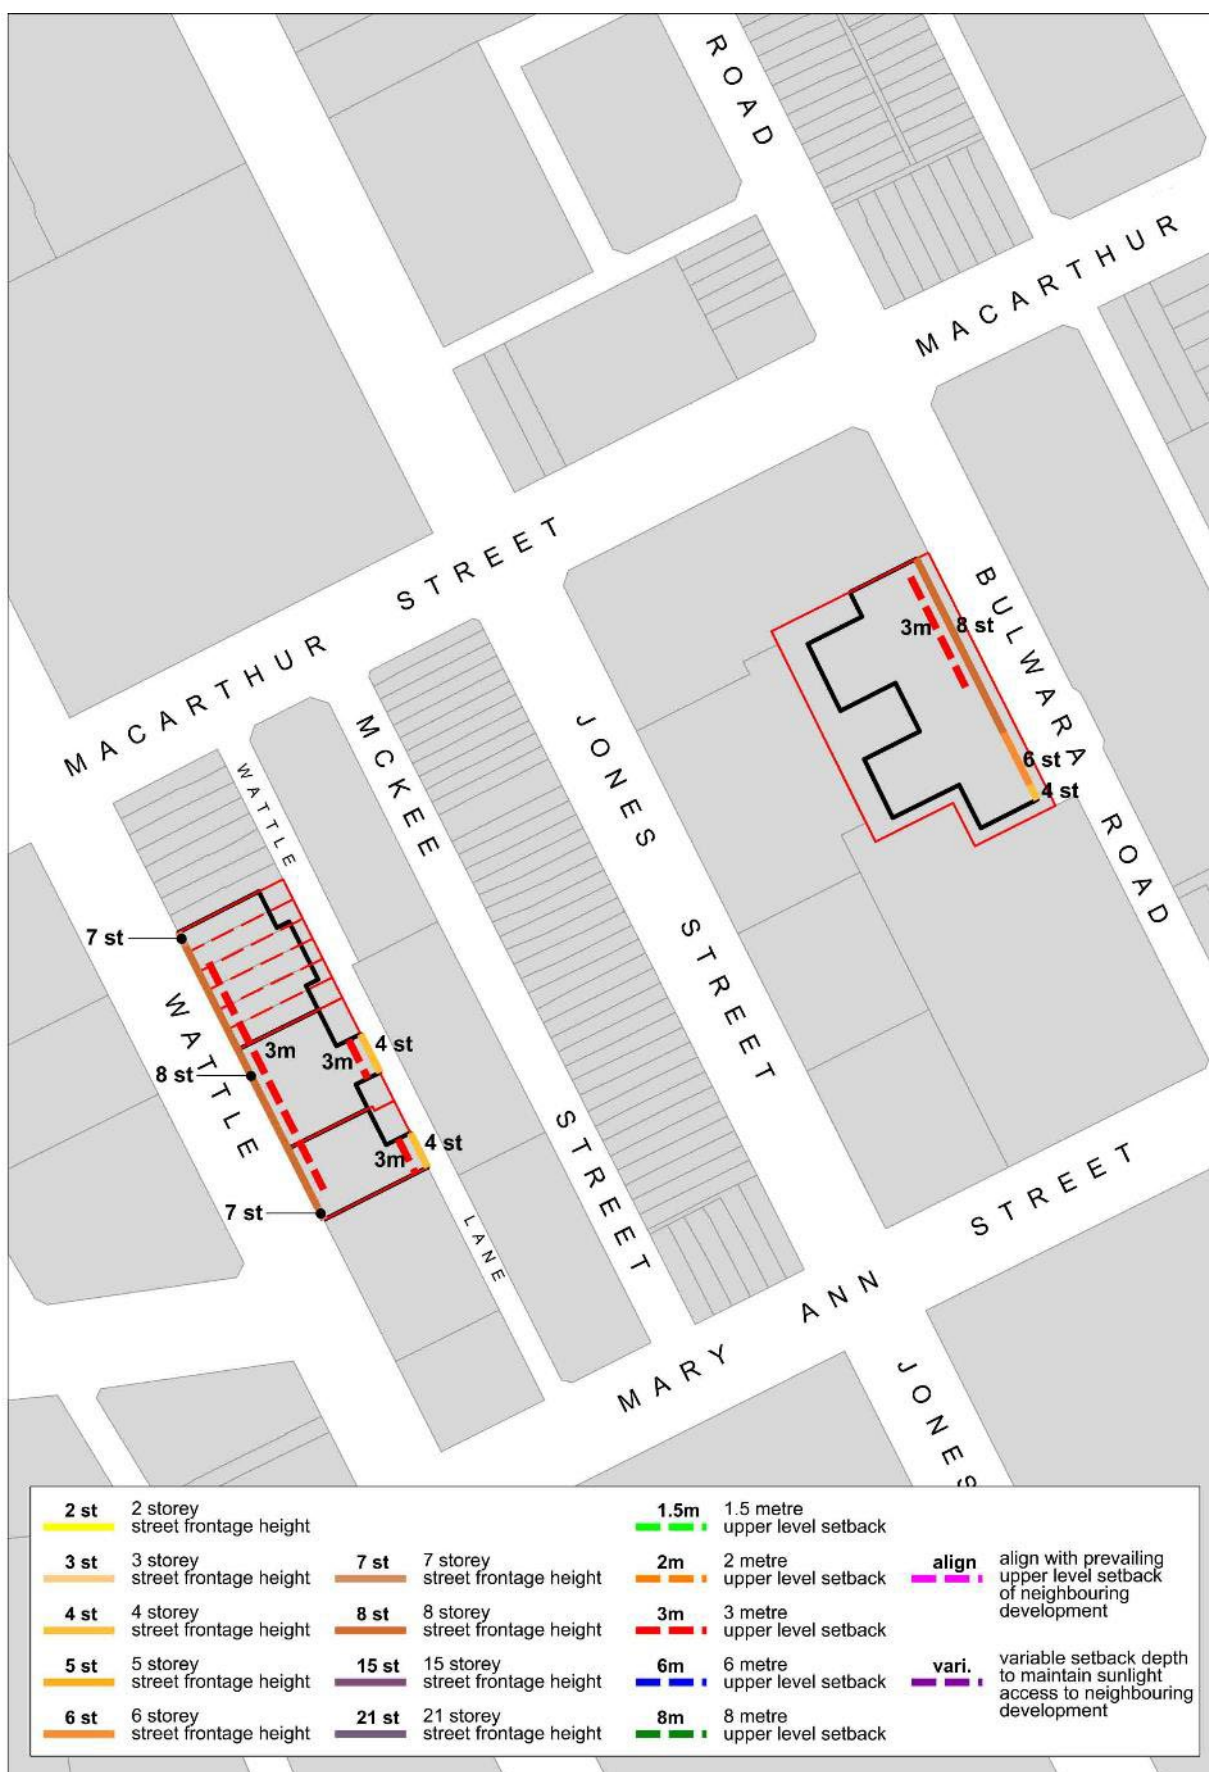 ROAD
MACARTHUR
MACARTHUR STREET
BULWARA ROAD
3m
8 st
6 st
4 st
WATTLE
LANE
MCKEE
STREET
JONES
STREET
7 st
WATTLE
3m
3m
4 st
8 st
4 st
3m
7 st
MARY ANN STREET
JONES
2 st 2 storey
street frontage height
3 st 3 storey
street frontage height
4 st 4 storey
street frontage height
5 st 5 storey
street frontage height
6 st 6 storey
street frontage height
7 st 7 storey
street frontage height
8 st 8 storey
street frontage height
15 st 15 storey
street frontage height
21 st 21 storey
street frontage height
1.5m 1.5 metre
upper level setback
2m 2 metre
upper level setback
3m 3 metre
upper level setback
6m 6 metre
upper level setback
8m 8 metre
upper level setback
align align with prevailing
upper level setback
of neighbouring
development
vari. variable setback depth
to maintain sunlight
access to neighbouring
development